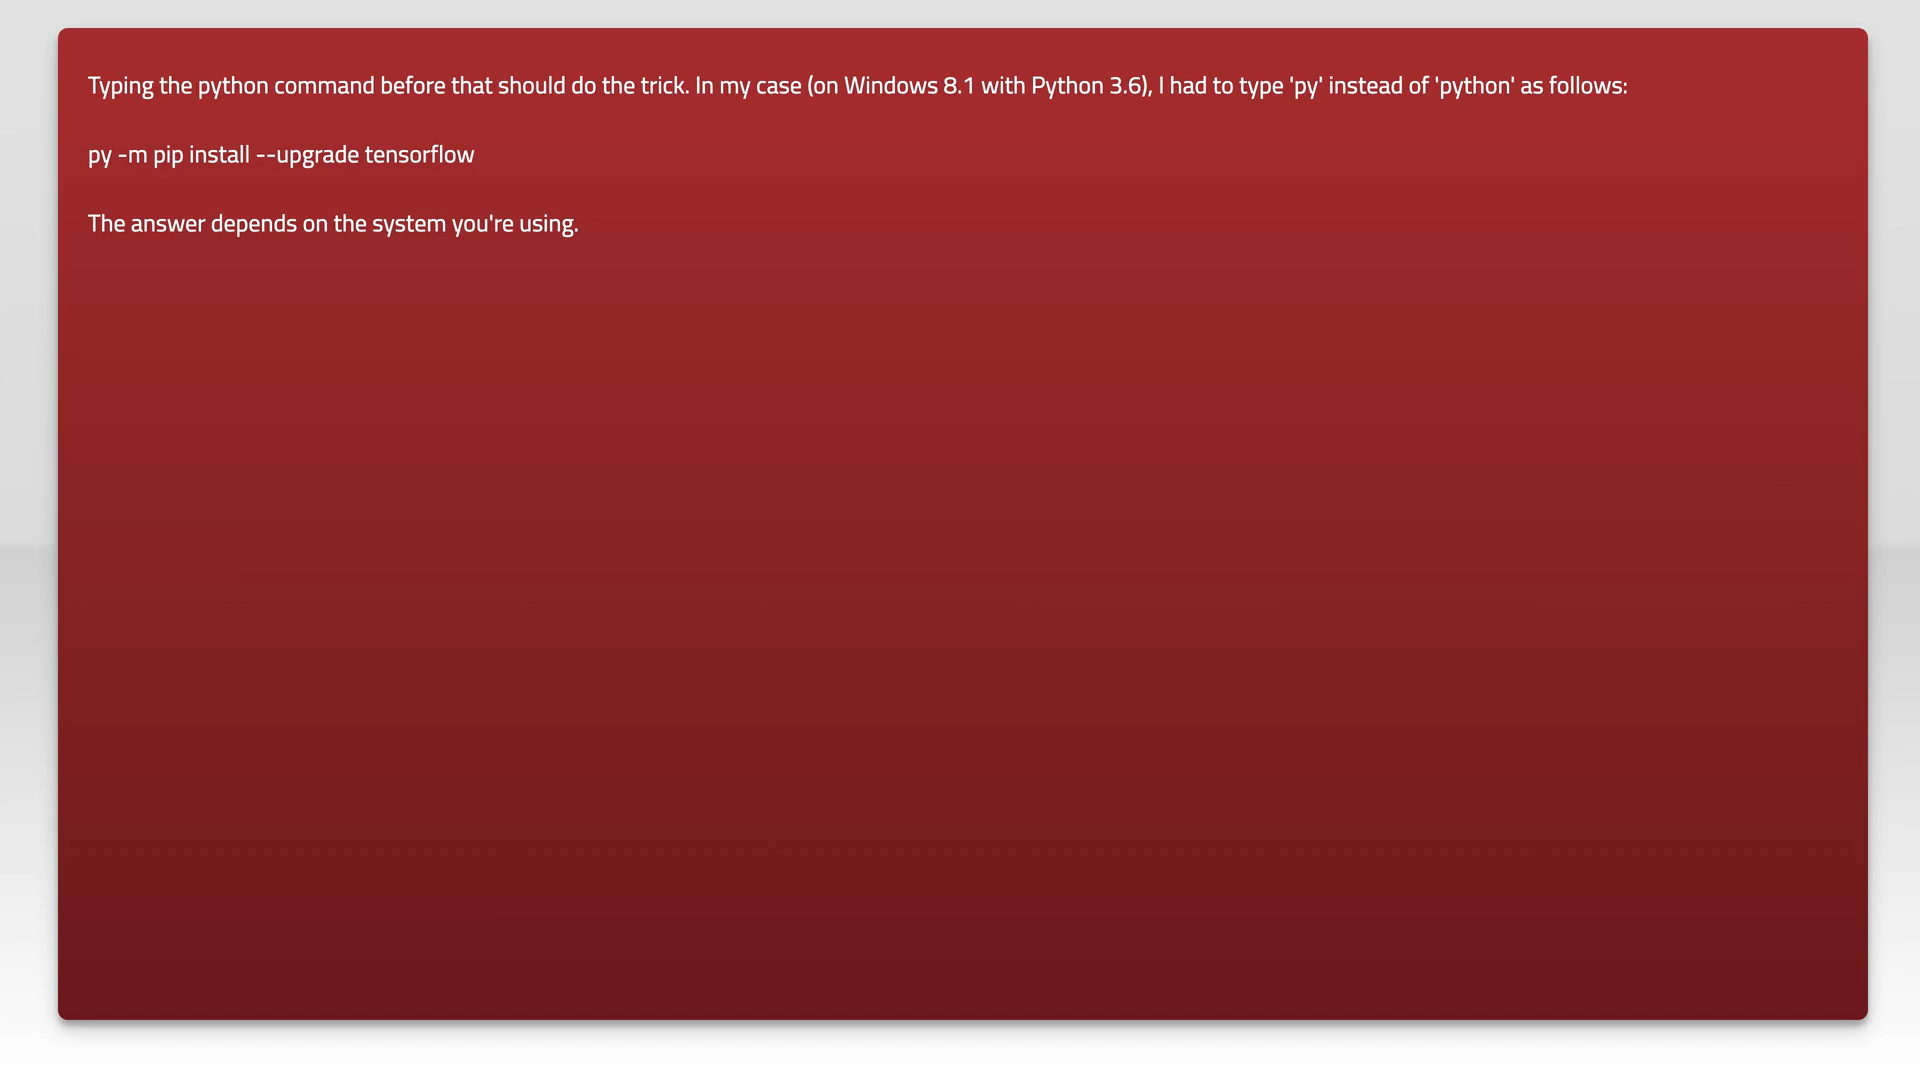 Typing the python command before that should do the trick. In my case (on Windows 8.1 with Python 3.6), I had to type 'py' instead of 'python' as follows:
py -m pip install --upgrade tensorflow
The answer depends on the system you're using.